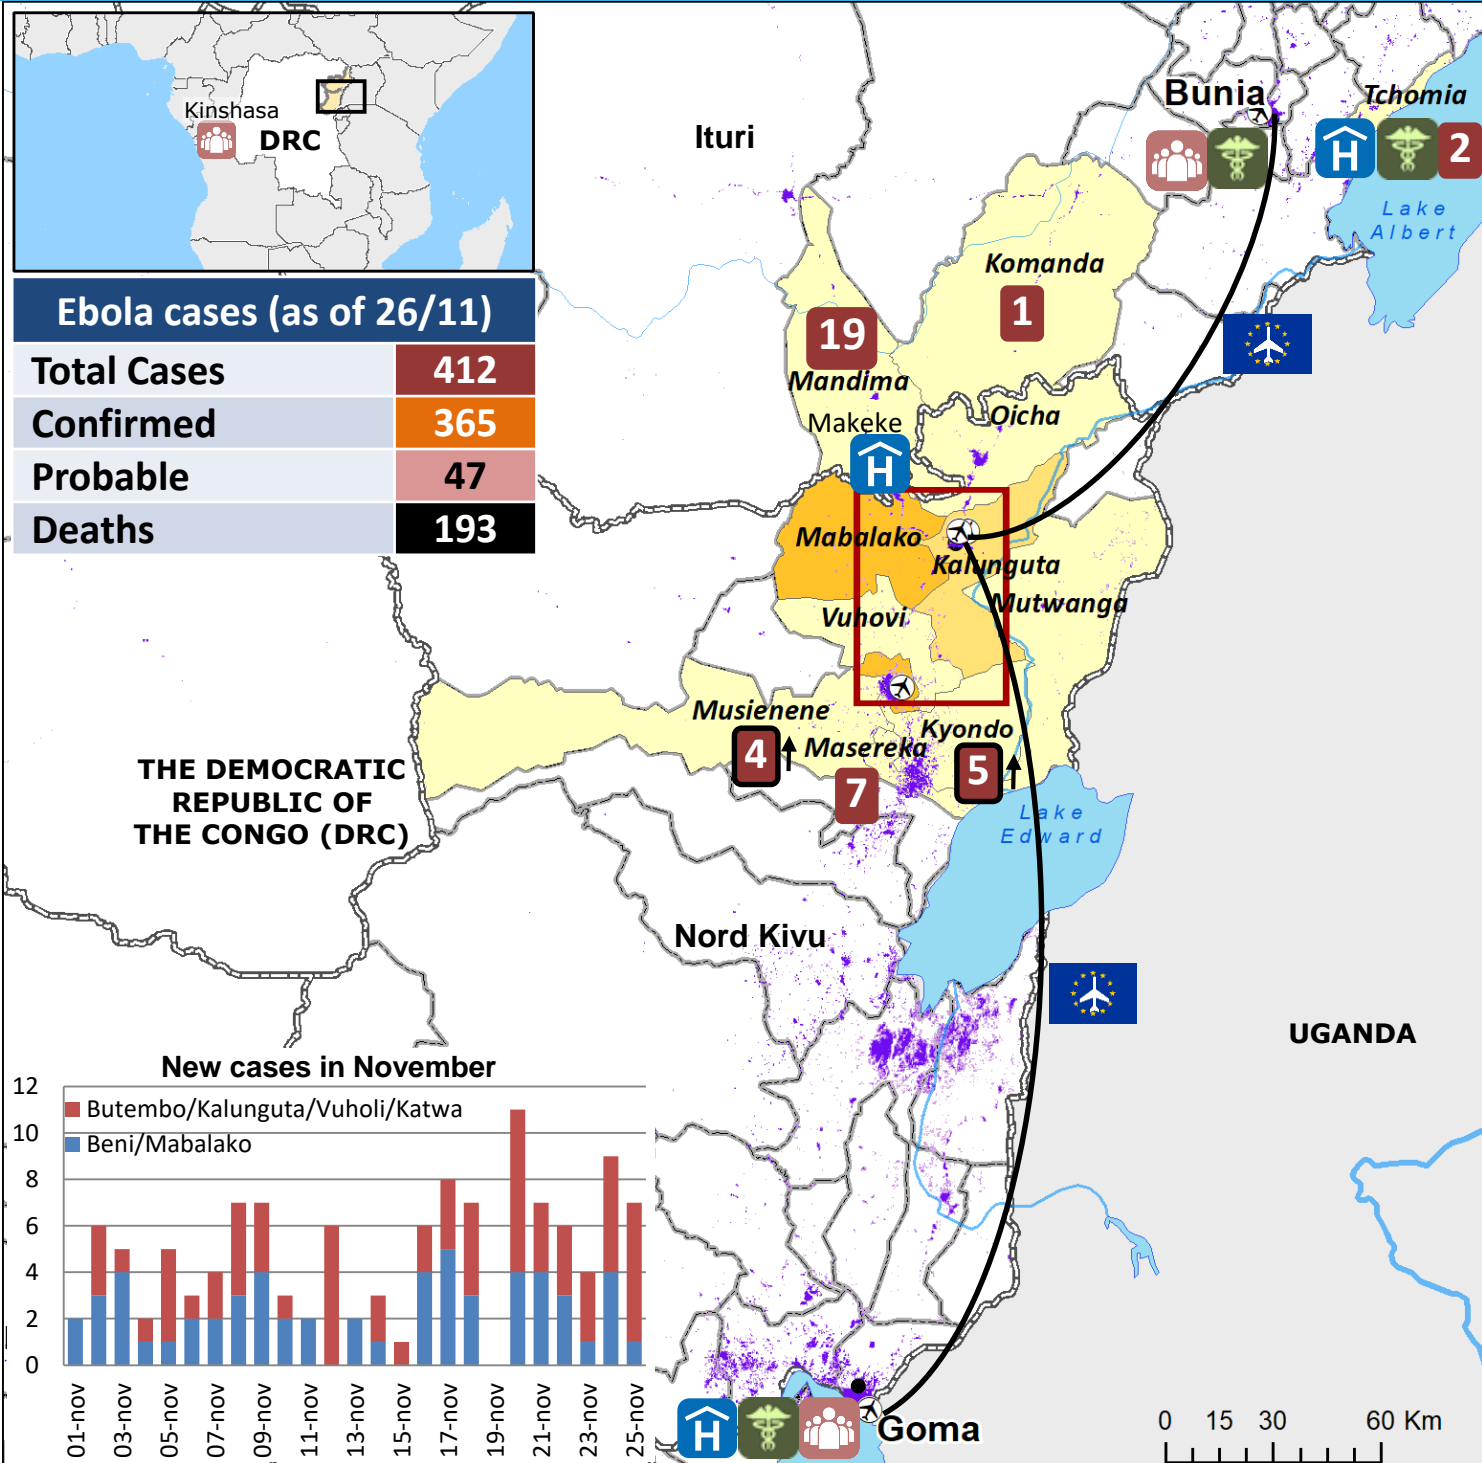 Kinshasa
DRC
Ebola cases (as of 26/11)
Total Cases 412
Confirmed 365
Probable 47
Deaths 193
Ituri
Bunia
Tchomia
H
2
Lake
Albert
Komanda
1
19
Mandima
Makeke
H
Oicha
Mabalako
Kalunguta
Mutwanga
Vuhovi
Musienene
4
Masereka
7
Kyondo
5
Lake
Edward
THE DEMOCRATIC
REPUBLIC OF
THE CONGO (DRC)
Nord Kivu
UGANDA
New cases in November
12
10
8
6
4
2
0
Butembo/Kalunguta/Vuholi/Katwa
Beni/Mabalako
01-nov
03-nov
05-nov
07-nov
09-nov
11-nov
13-nov
15-nov
17-nov
19-nov
21-nov
23-nov
25-nov
H
Goma
0 15 30 60 Km